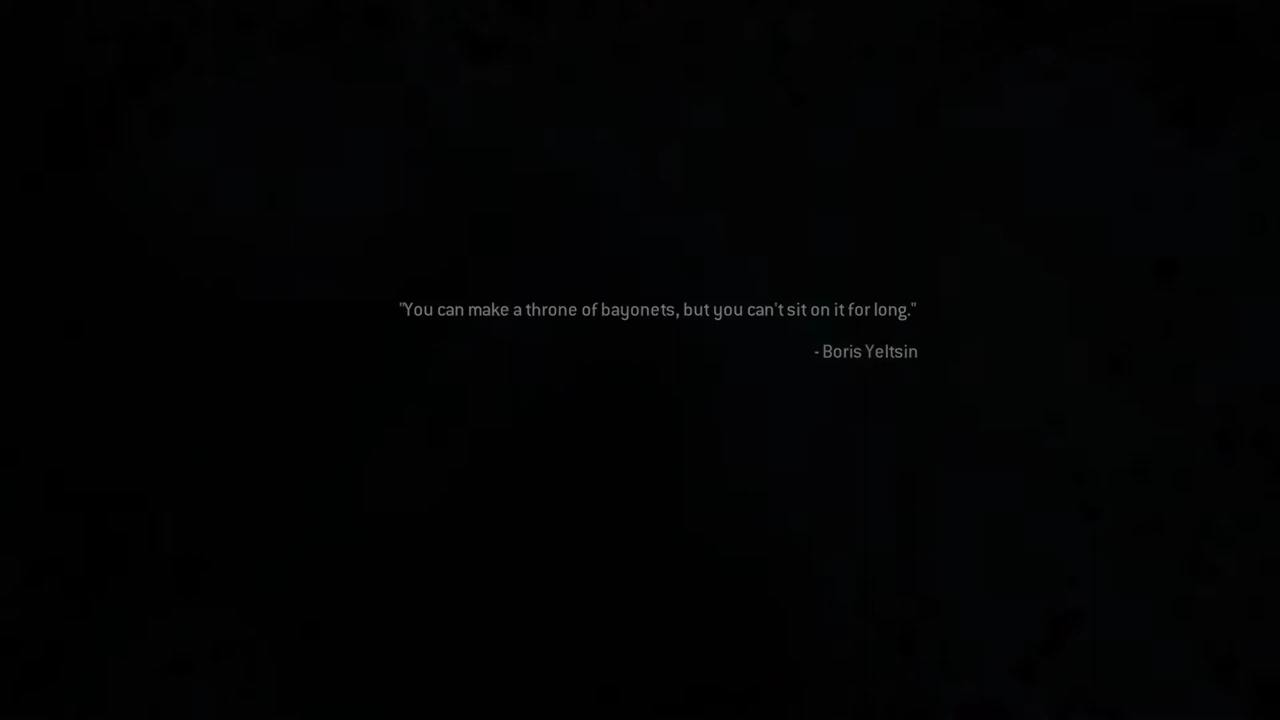 "You can make a throne of bayonets, but you can't sit on it for long."
- Boris Yeltsin